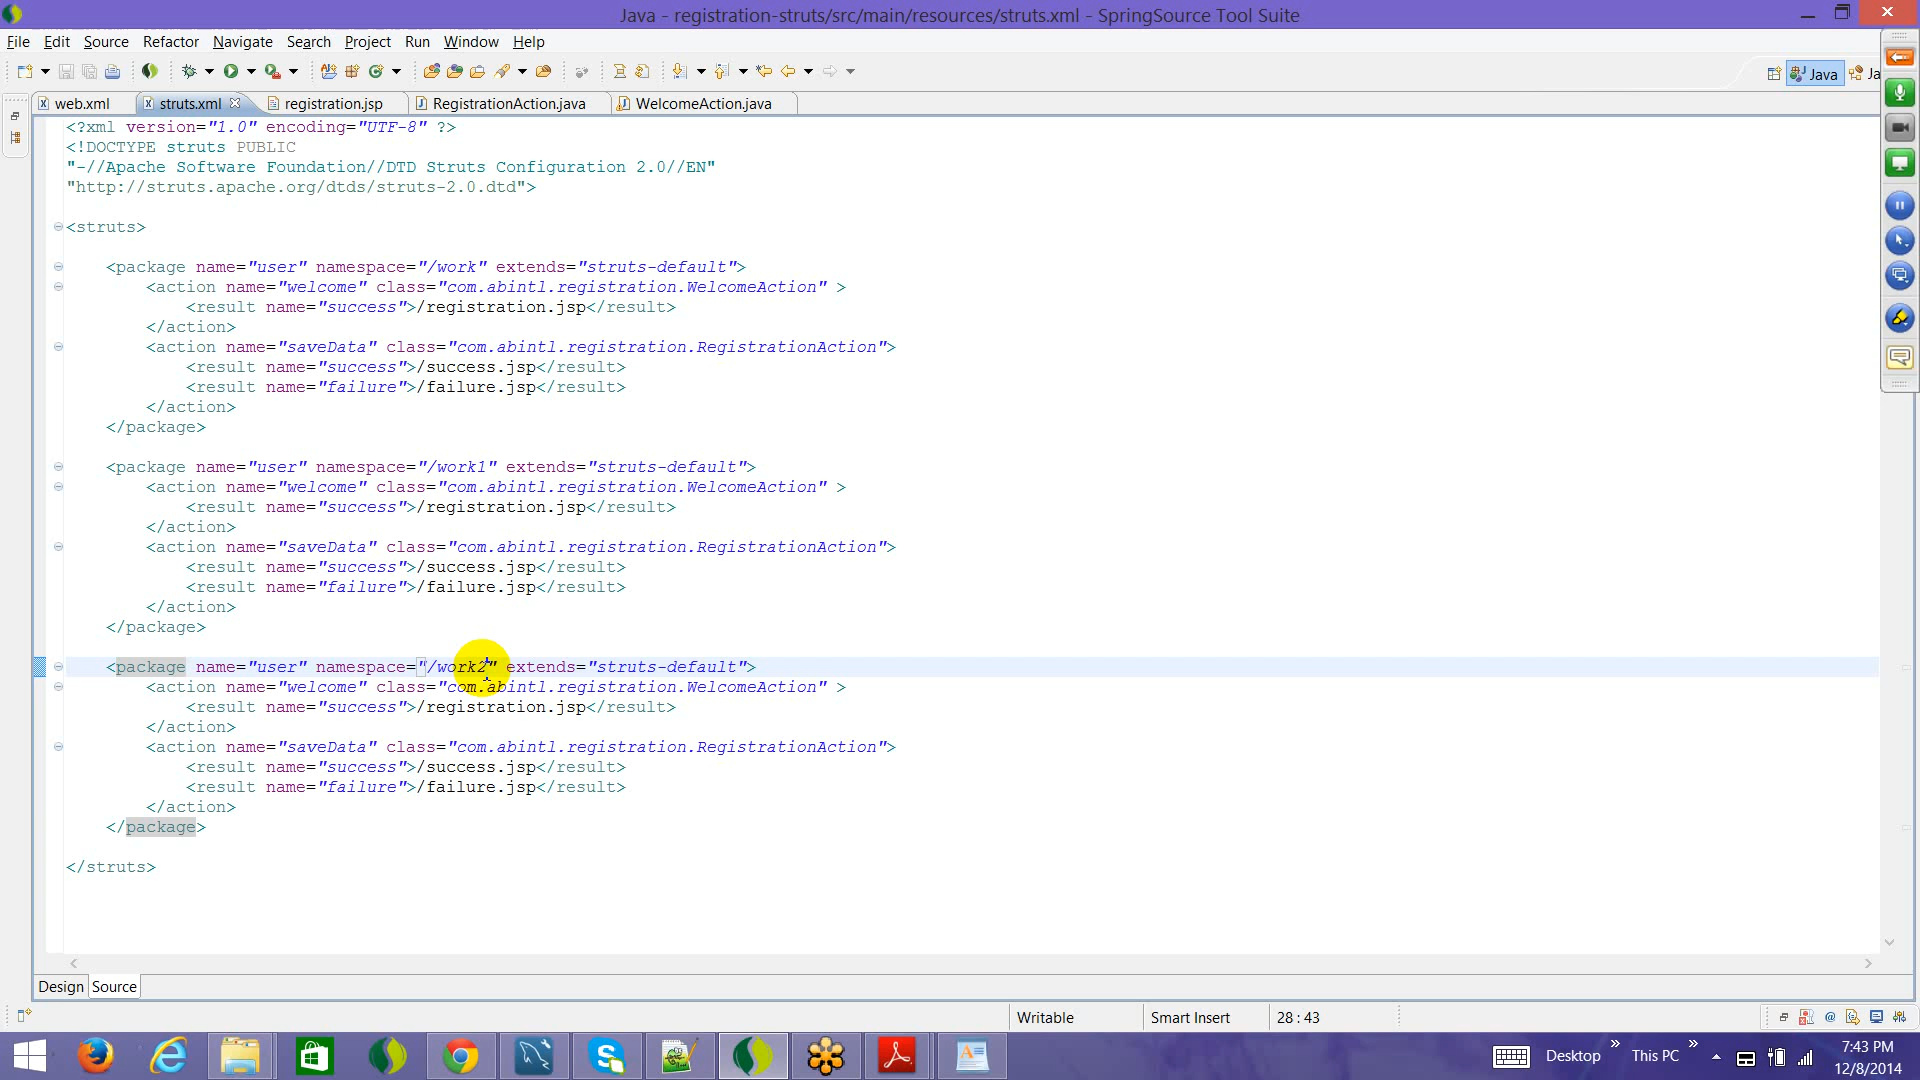 Java - registration-struts/src/main/resources/struts.xml - SpringSource Tool Suite
File Edit Source Refactor Navigate Search Project Run Window Help
Java Ja
web.xml struts.xml registration.jsp RegistrationAction.java WelcomeAction.java
<?xml version="1.0" encoding="UTF-8" ?>
<!DOCTYPE struts PUBLIC
"-//Apache Software Foundation//DTD Struts Configuration 2.0//EN"
"http://struts.apache.org/dtds/struts-2.0.dtd">
<struts>
<package name="user" namespace="/work" extends="struts-default">
<action name="welcome" class="com.abintl.registration.WelcomeAction" >
<result name="success">/registration.jsp</result>
</action>
<action name="saveData" class="com.abintl.registration.RegistrationAction">
<result name="success">/success.jsp</result>
<result name="failure">/failure.jsp</result>
</action>
</package>
<package name="user" namespace="/work1" extends="struts-default">
<action name="welcome" class="com.abintl.registration.WelcomeAction" >
<result name="success">/registration.jsp</result>
</action>
<action name="saveData" class="com.abintl.registration.RegistrationAction">
<result name="success">/success.jsp</result>
<result name="failure">/failure.jsp</result>
</action>
</package>
<package name="user" namespace="/work2" extends="struts-default">
<action name="welcome" class="com.abintl.registration.WelcomeAction" >
<result name="success">/registration.jsp</result>
</action>
<action name="saveData" class="com.abintl.registration.RegistrationAction">
<result name="success">/success.jsp</result>
<result name="failure">/failure.jsp</result>
</action>
</package>
</struts>
Design Source
Writable Smart Insert 28 : 43
Desktop » This PC » 7:43 PM
12/8/2014